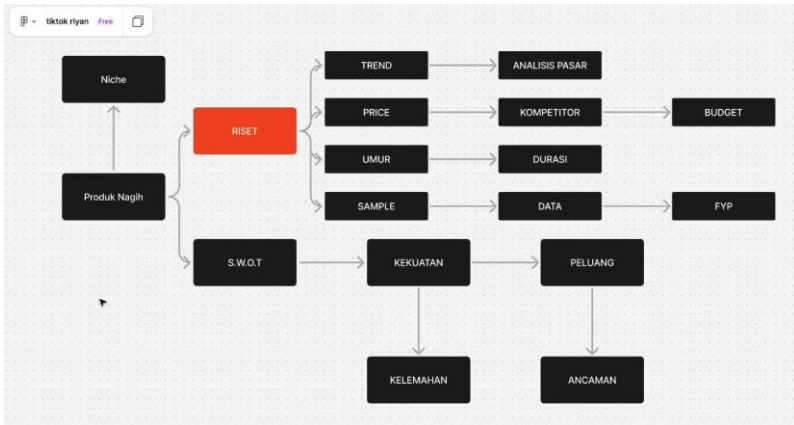 tiktok riyan Free
Niche
TREND
ANALISIS PASAR
PRICE
KOMPETITOR
BUDGET
RISET
UMUR
DURASI
Produk Nagih
SAMPLE
DATA
FYP
S.W.O.T
KEKUATAN
PELUANG
KELEMAHAN
ANCAMAN